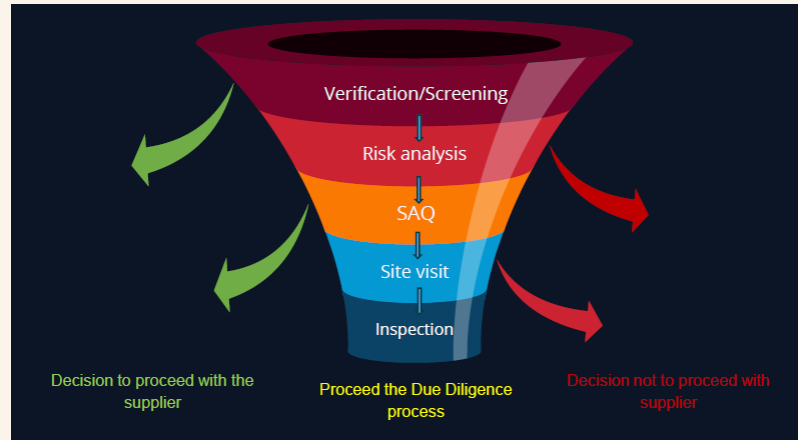 Verification/Screening
Risk analysis
SAQ
Site visit
Inspection
Decision to proceed with the
supplier
Proceed the Due Diligence
process
Decision not to proceed with
supplier